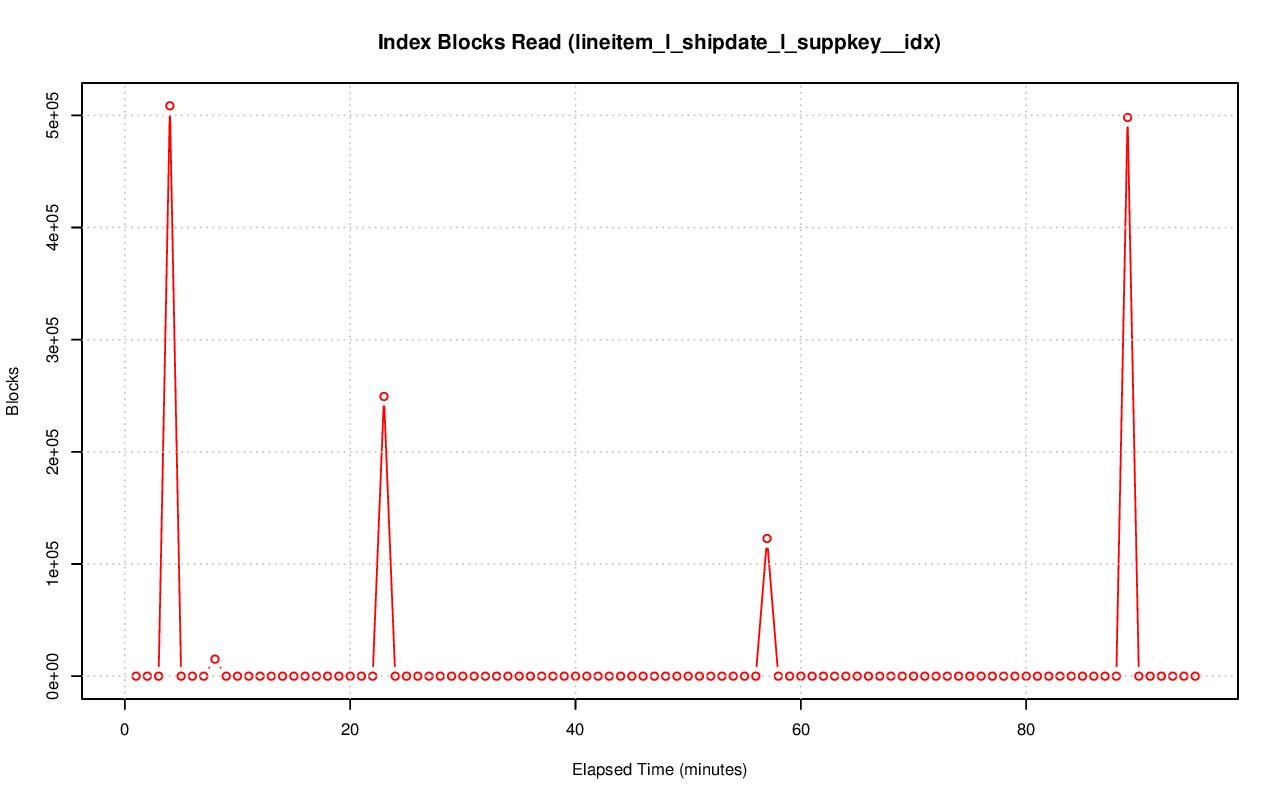 Index Blocks Read (lineitem_l_shipdate_l_suppkey__idx)
5e+05
4e+05
3e+05
2e+05
1e+05
0e+00
Blocks
0 20 40 60 80
Elapsed Time (minutes)